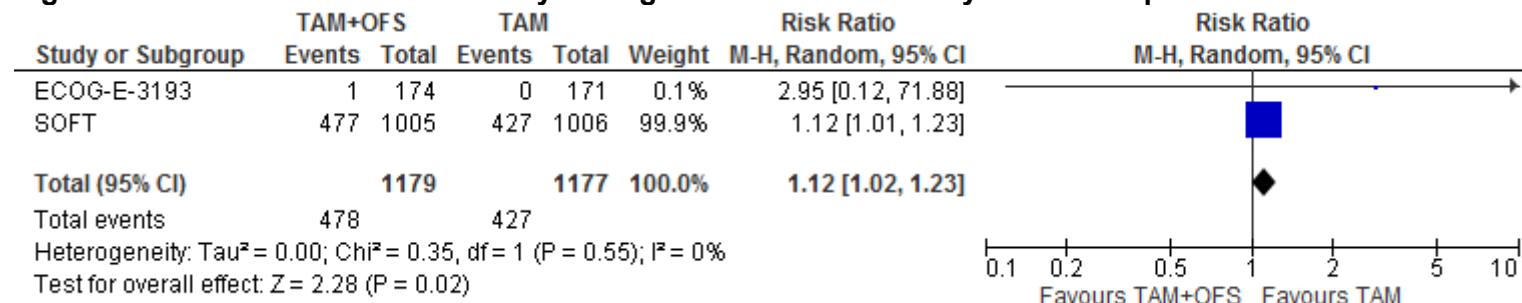 TAM+OFS TAM Risk Ratio Risk Ratio
Study or Subgroup Events Total Events Total Weight M-H, Random, 95% CI M-H, Random, 95% CI
ECOG-E-3193 1 174 0 171 0.1% 2.95 [0.12, 71.88]
SOFT 477 1005 427 1006 99.9% 1.12 [1.01, 1.23]
Total (95% CI) 1179 1177 100.0% 1.12 [1.02, 1.23]
Total events 478 427
Heterogeneity: Tau² = 0.00; Chi² = 0.35, df = 1 (P = 0.55); I² = 0%
Test for overall effect: Z = 2.28 (P = 0.02)
0.1 0.2 0.5 1 2 5 10
Favours TAM+OFS Favours TAM